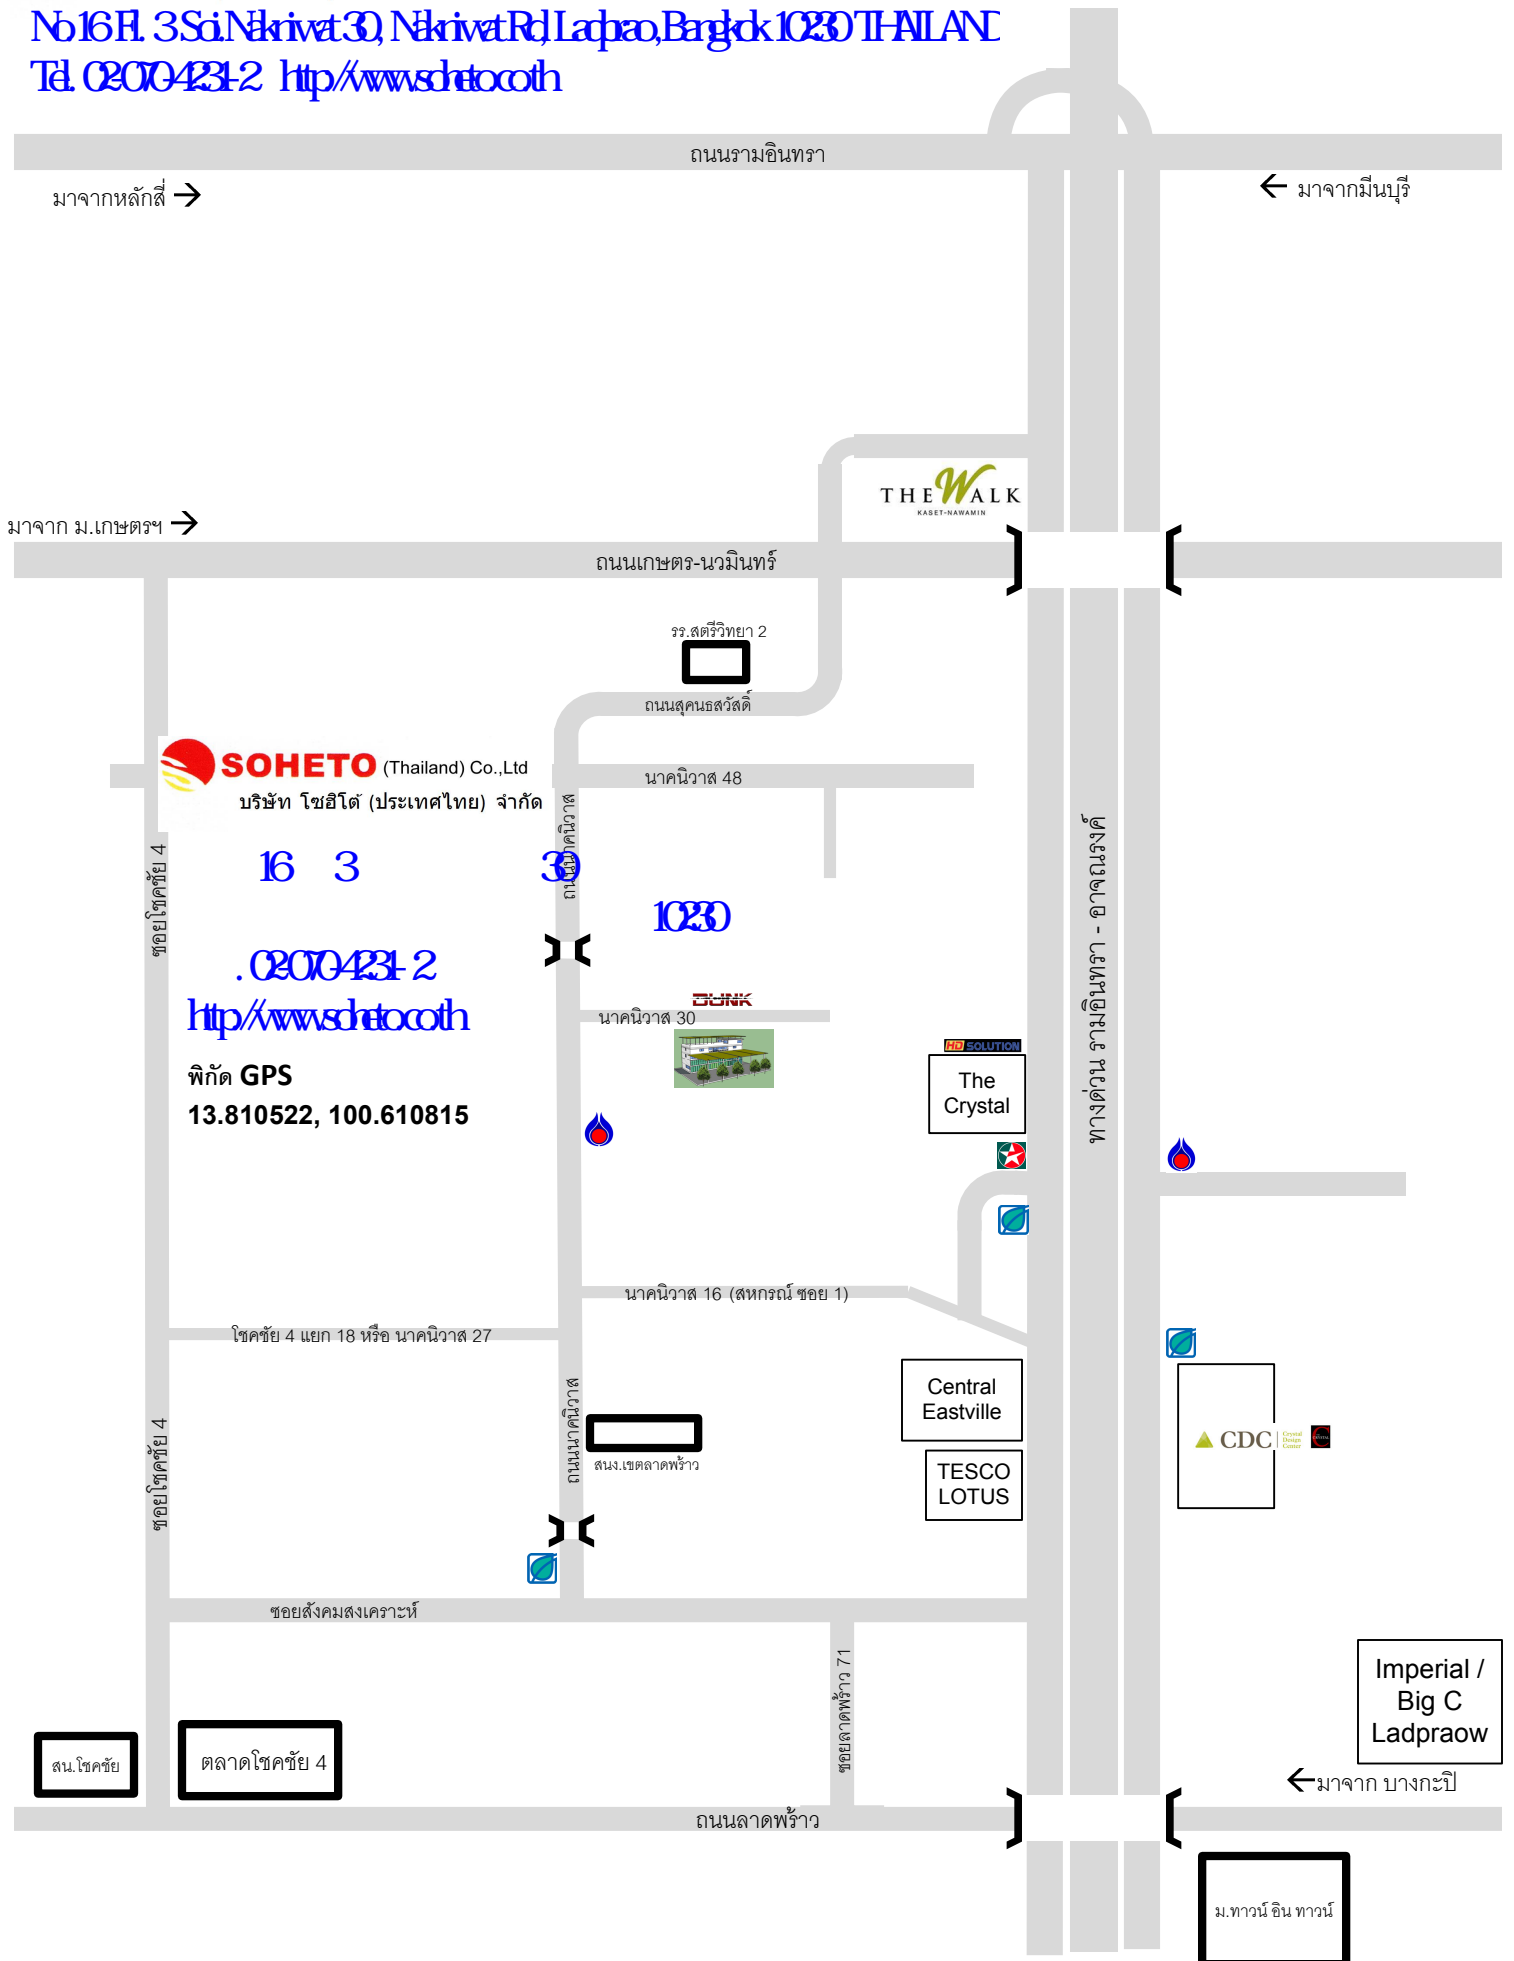 No,16 Fl. 3 Soi.Nakniwat 30, Nakniwat Rd, Ladprao, Bangkok 10230 THAILAND
Tel. 02-070-4231-2 http://www.soheto.co.th
ถนนรามอินทรา
มาจากหลักสี่ →
← มาจากมีนบุรี
THE WALK
KASET-NAWAMIN
มาจาก ม.เกษตรฯ →
ถนนเกษตร-นวมินทร์
รร.สตรีวิทยา 2
ถนนสุคนธสวัสดิ์
SOHETO (Thailand) Co.,Ltd
บริษัท โซฮิโต้ (ประเทศไทย) จำกัด
นาคนิวาส 48
ถนนนาคนิวาส
ซอยโชคชัย 4
ทางด่วน รามอินทรา - อาจณรงค์
16 3 30
10230
. 02-070-4231-2
http://www.soheto.co.th
พิกัด GPS
13.810522, 100.610815
BUNK
นาคนิวาส 30
HD SOLUTION
The
Crystal
นาคนิวาส 16 (สหกรณ์ ซอย 1)
โชคชัย 4 แยก 18 หรือ นาคนิวาส 27
Central
Eastville
ถนนนาคนิวาส
ซอยโชคชัย 4
สนง.เขตลาดพร้าว
TESCO
LOTUS
CDC
Crystal
Design
Center
ซอยสังคมสงเคราะห์
ซอยลาดพร้าว 71
Imperial /
Big C
Ladpraow
สน.โชคชัย
ตลาดโชคชัย 4
←มาจาก บางกะปิ
ถนนลาดพร้าว
ม.ทาวน์ อิน ทาวน์